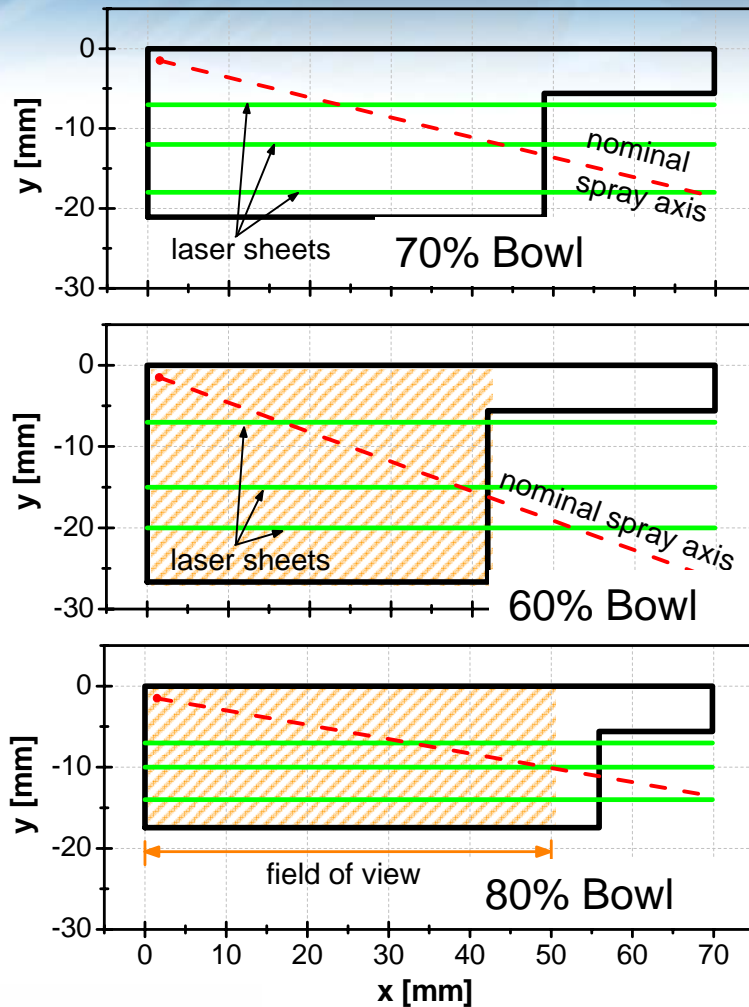 0
-10
-20
-30
y [mm]
nominal
spray axis
laser sheets
70% Bowl
0
-10
-20
-30
y [mm]
nominal spray axis
laser sheets
60% Bowl
0
-10
-20
-30
y [mm]
field of view
80% Bowl
0 10 20 30 40 50 60 70
x [mm]